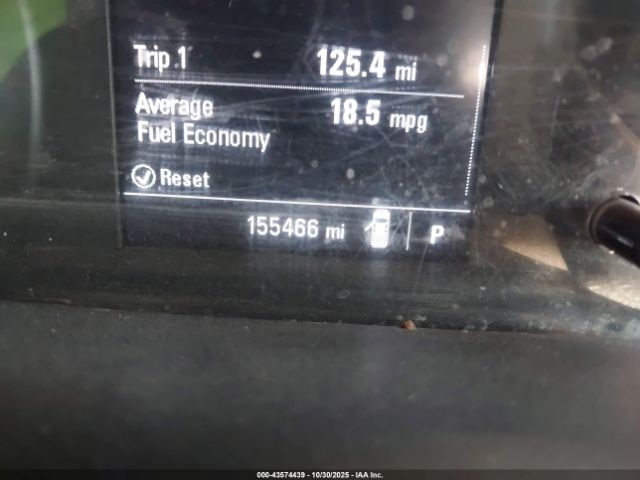 Trip 1 125.4 mi
Average 18.5 mpg
Fuel Economy
Reset
155466 mi P
000-43574439 - 10/30/2025 - IAA Inc.